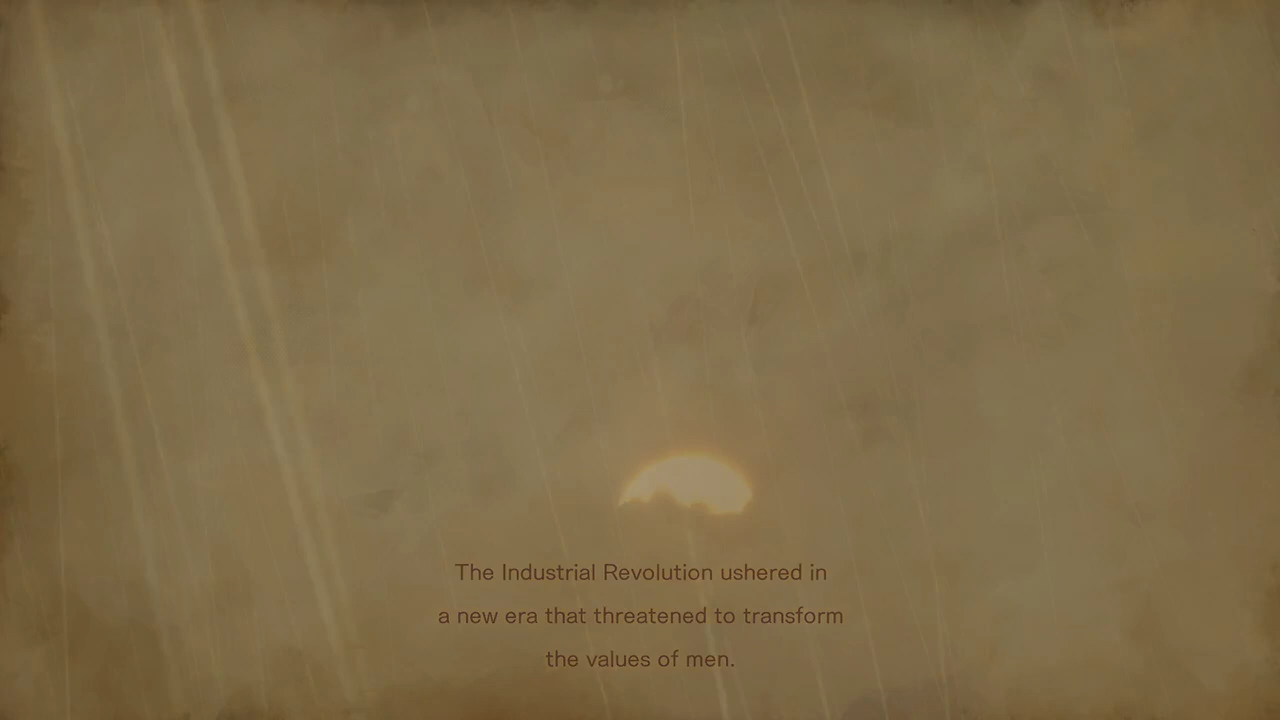 The Industrial Revolution ushered in
a new era that threatened to transform
the values of men.